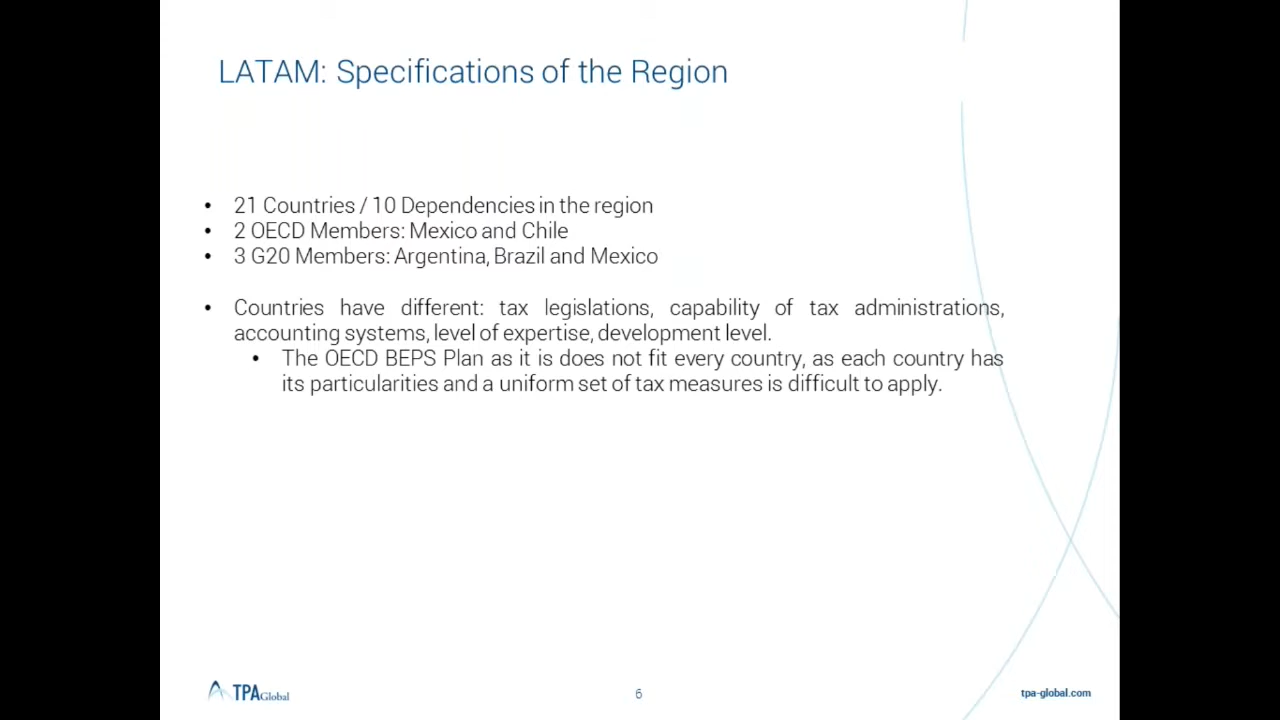 LATAM: Specifications of the Region
• 21 Countries / 10 Dependencies in the region
• 2 OECD Members: Mexico and Chile
• 3 G20 Members: Argentina, Brazil and Mexico
• Countries have different: tax legislations, capability of tax administrations,
accounting systems, level of expertise, development level.
• The OECD BEPS Plan as it is does not fit every country, as each country has
its particularities and a uniform set of tax measures is difficult to apply.
TPA Global
6
tpa-global.com